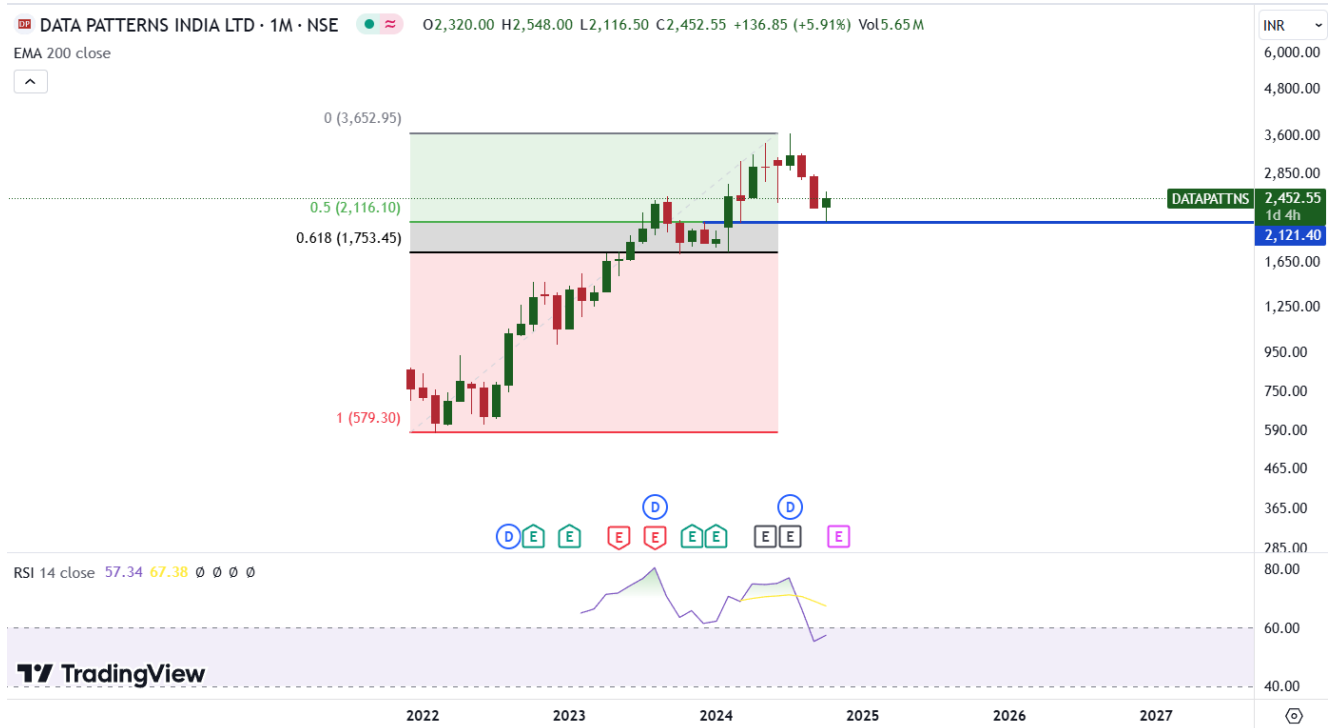 DP DATA PATTERNS INDIA LTD · 1M · NSE ≈ O2,320.00 H2,548.00 L2,116.50 C2,452.55 +136.85 (+5.91%) Vol5.65M INR
EMA 200 close
6,000.00
4,800.00
0 (3,652.95)
3,600.00
2,850.00
DATAPATTNS 2,452.55
1d 4h
0.5 (2,116.10)
2,121.40
0.618 (1,753.45)
1,650.00
1,250.00
950.00
750.00
1 (579.30)
590.00
465.00
365.00
D D
D E E E E E E E E E
285.00
RSI 14 close 57.34 67.38 Ø Ø Ø Ø
80.00
60.00
TradingView
40.00
2022 2023 2024 2025 2026 2027